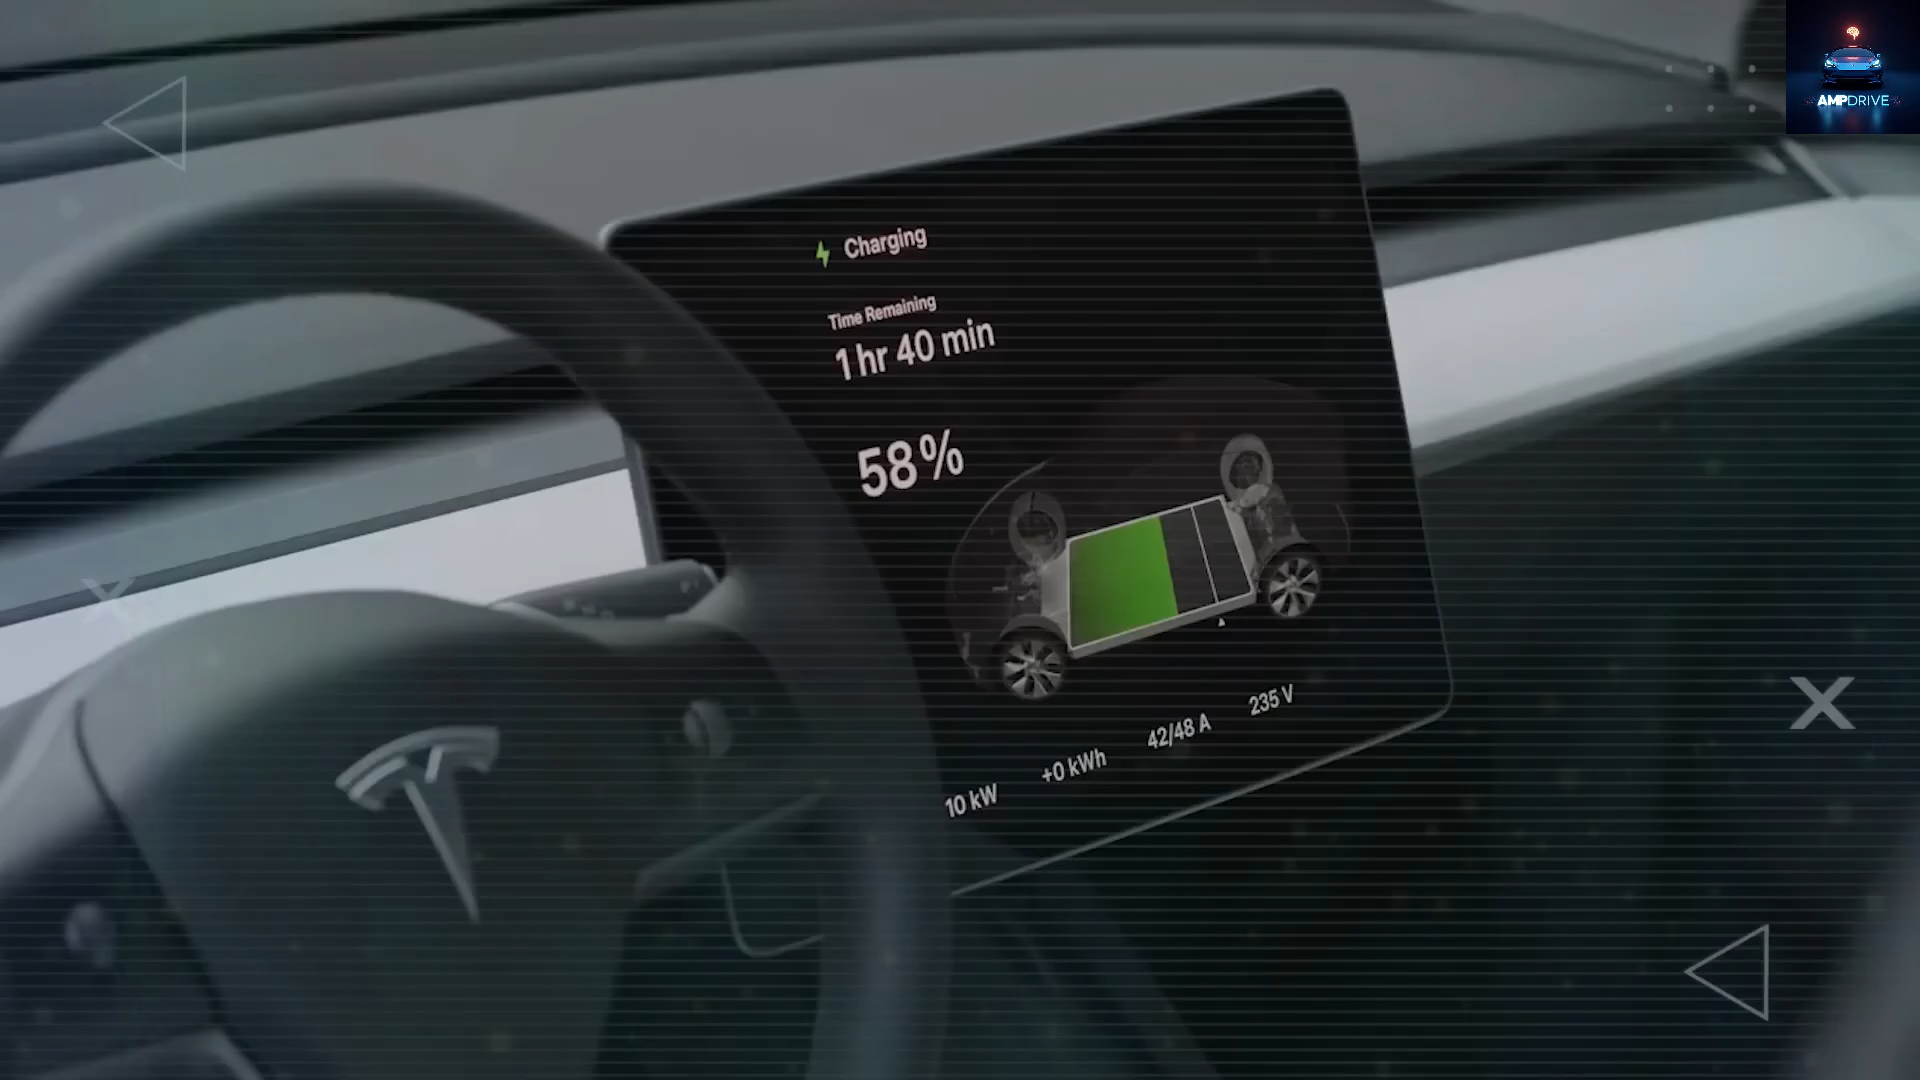 AMPDRIVE
Charging
Time Remaining
1 hr 40 min
58%
10 kW +0 kWh 42/48 A 235 V